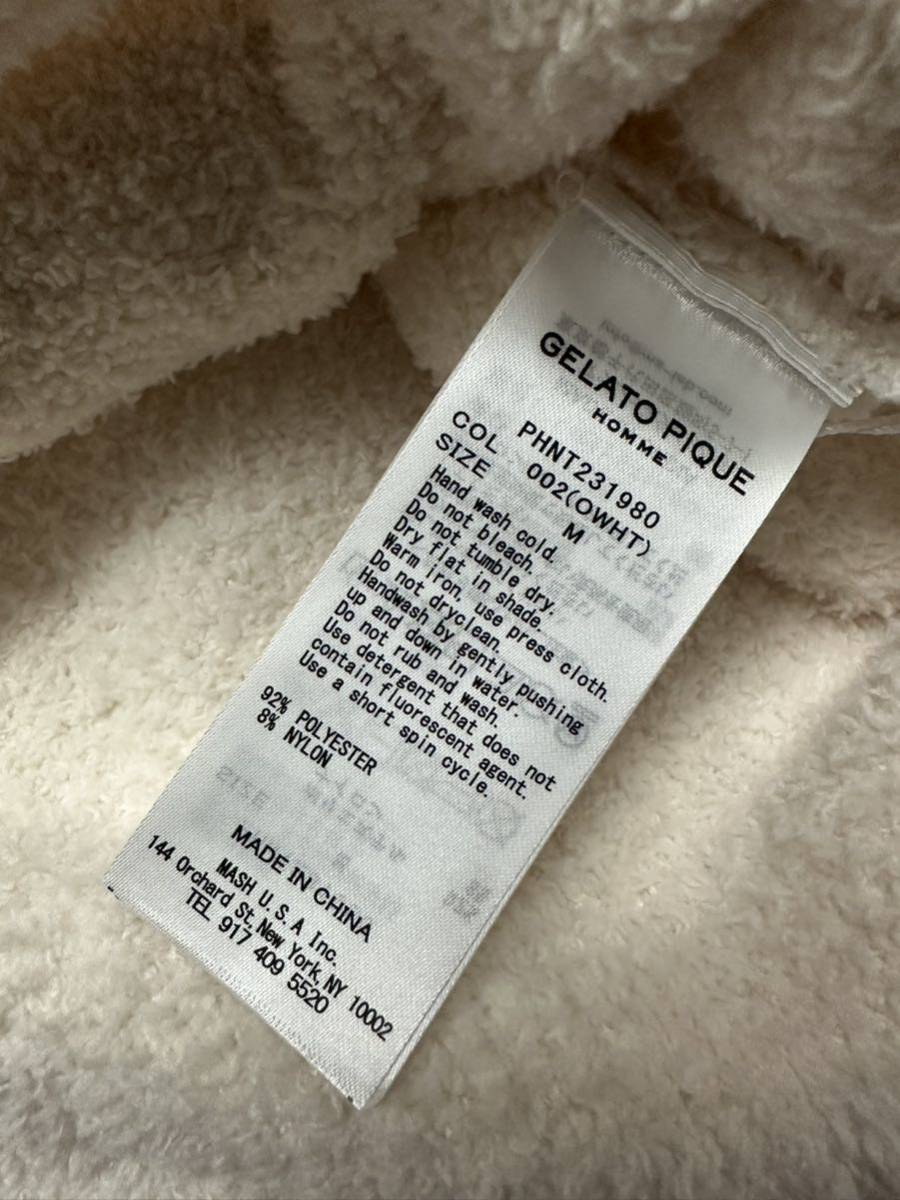 GELATO PIQUE
HOMME
PHNT231980
COL 002(OWHT)
SIZE M
Hand wash cold.
Do not bleach.
Do not tumble dry.
Dry flat in shade.
Warm iron, use press cloth.
Do not dryclean.
Handwash by gently pushing
up and down in water.
Do not rub and wash.
Use detergent that does not
contain fluorescent agent.
Use a short spin cycle.
92% POLYESTER
8% NYLON
MADE IN CHINA
MASH U.S.A Inc.
144 Orchard St, New York, NY 10002
TEL 917 409 5520